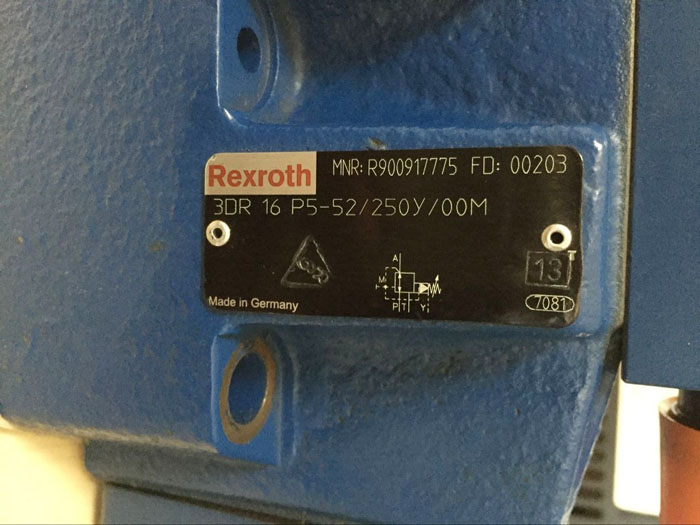 Rexroth MNR: R900917775 FD: 00203
3DR 16 P5-52/250Y/00M
A
M
13
P T Y
Made in Germany
7081